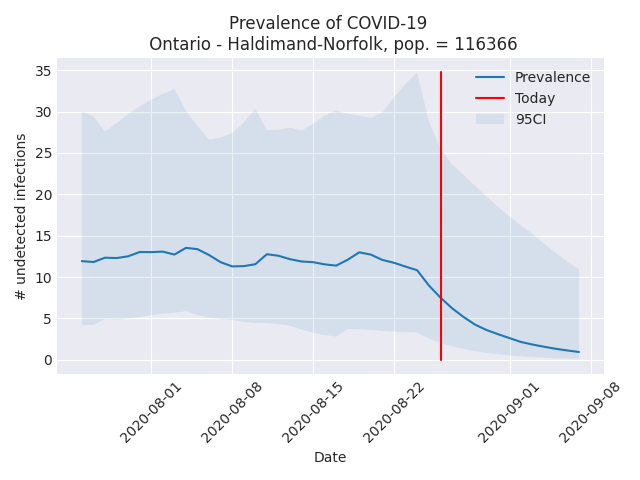 Prevalence of COVID-19
Ontario - Haldimand-Norfolk, pop. = 116366
# undetected infections
35
30
25
20
15
10
5
0
Prevalence
Today
95CI
2020-08-01
2020-08-08
2020-08-15
2020-08-22
2020-09-01
2020-09-08
Date